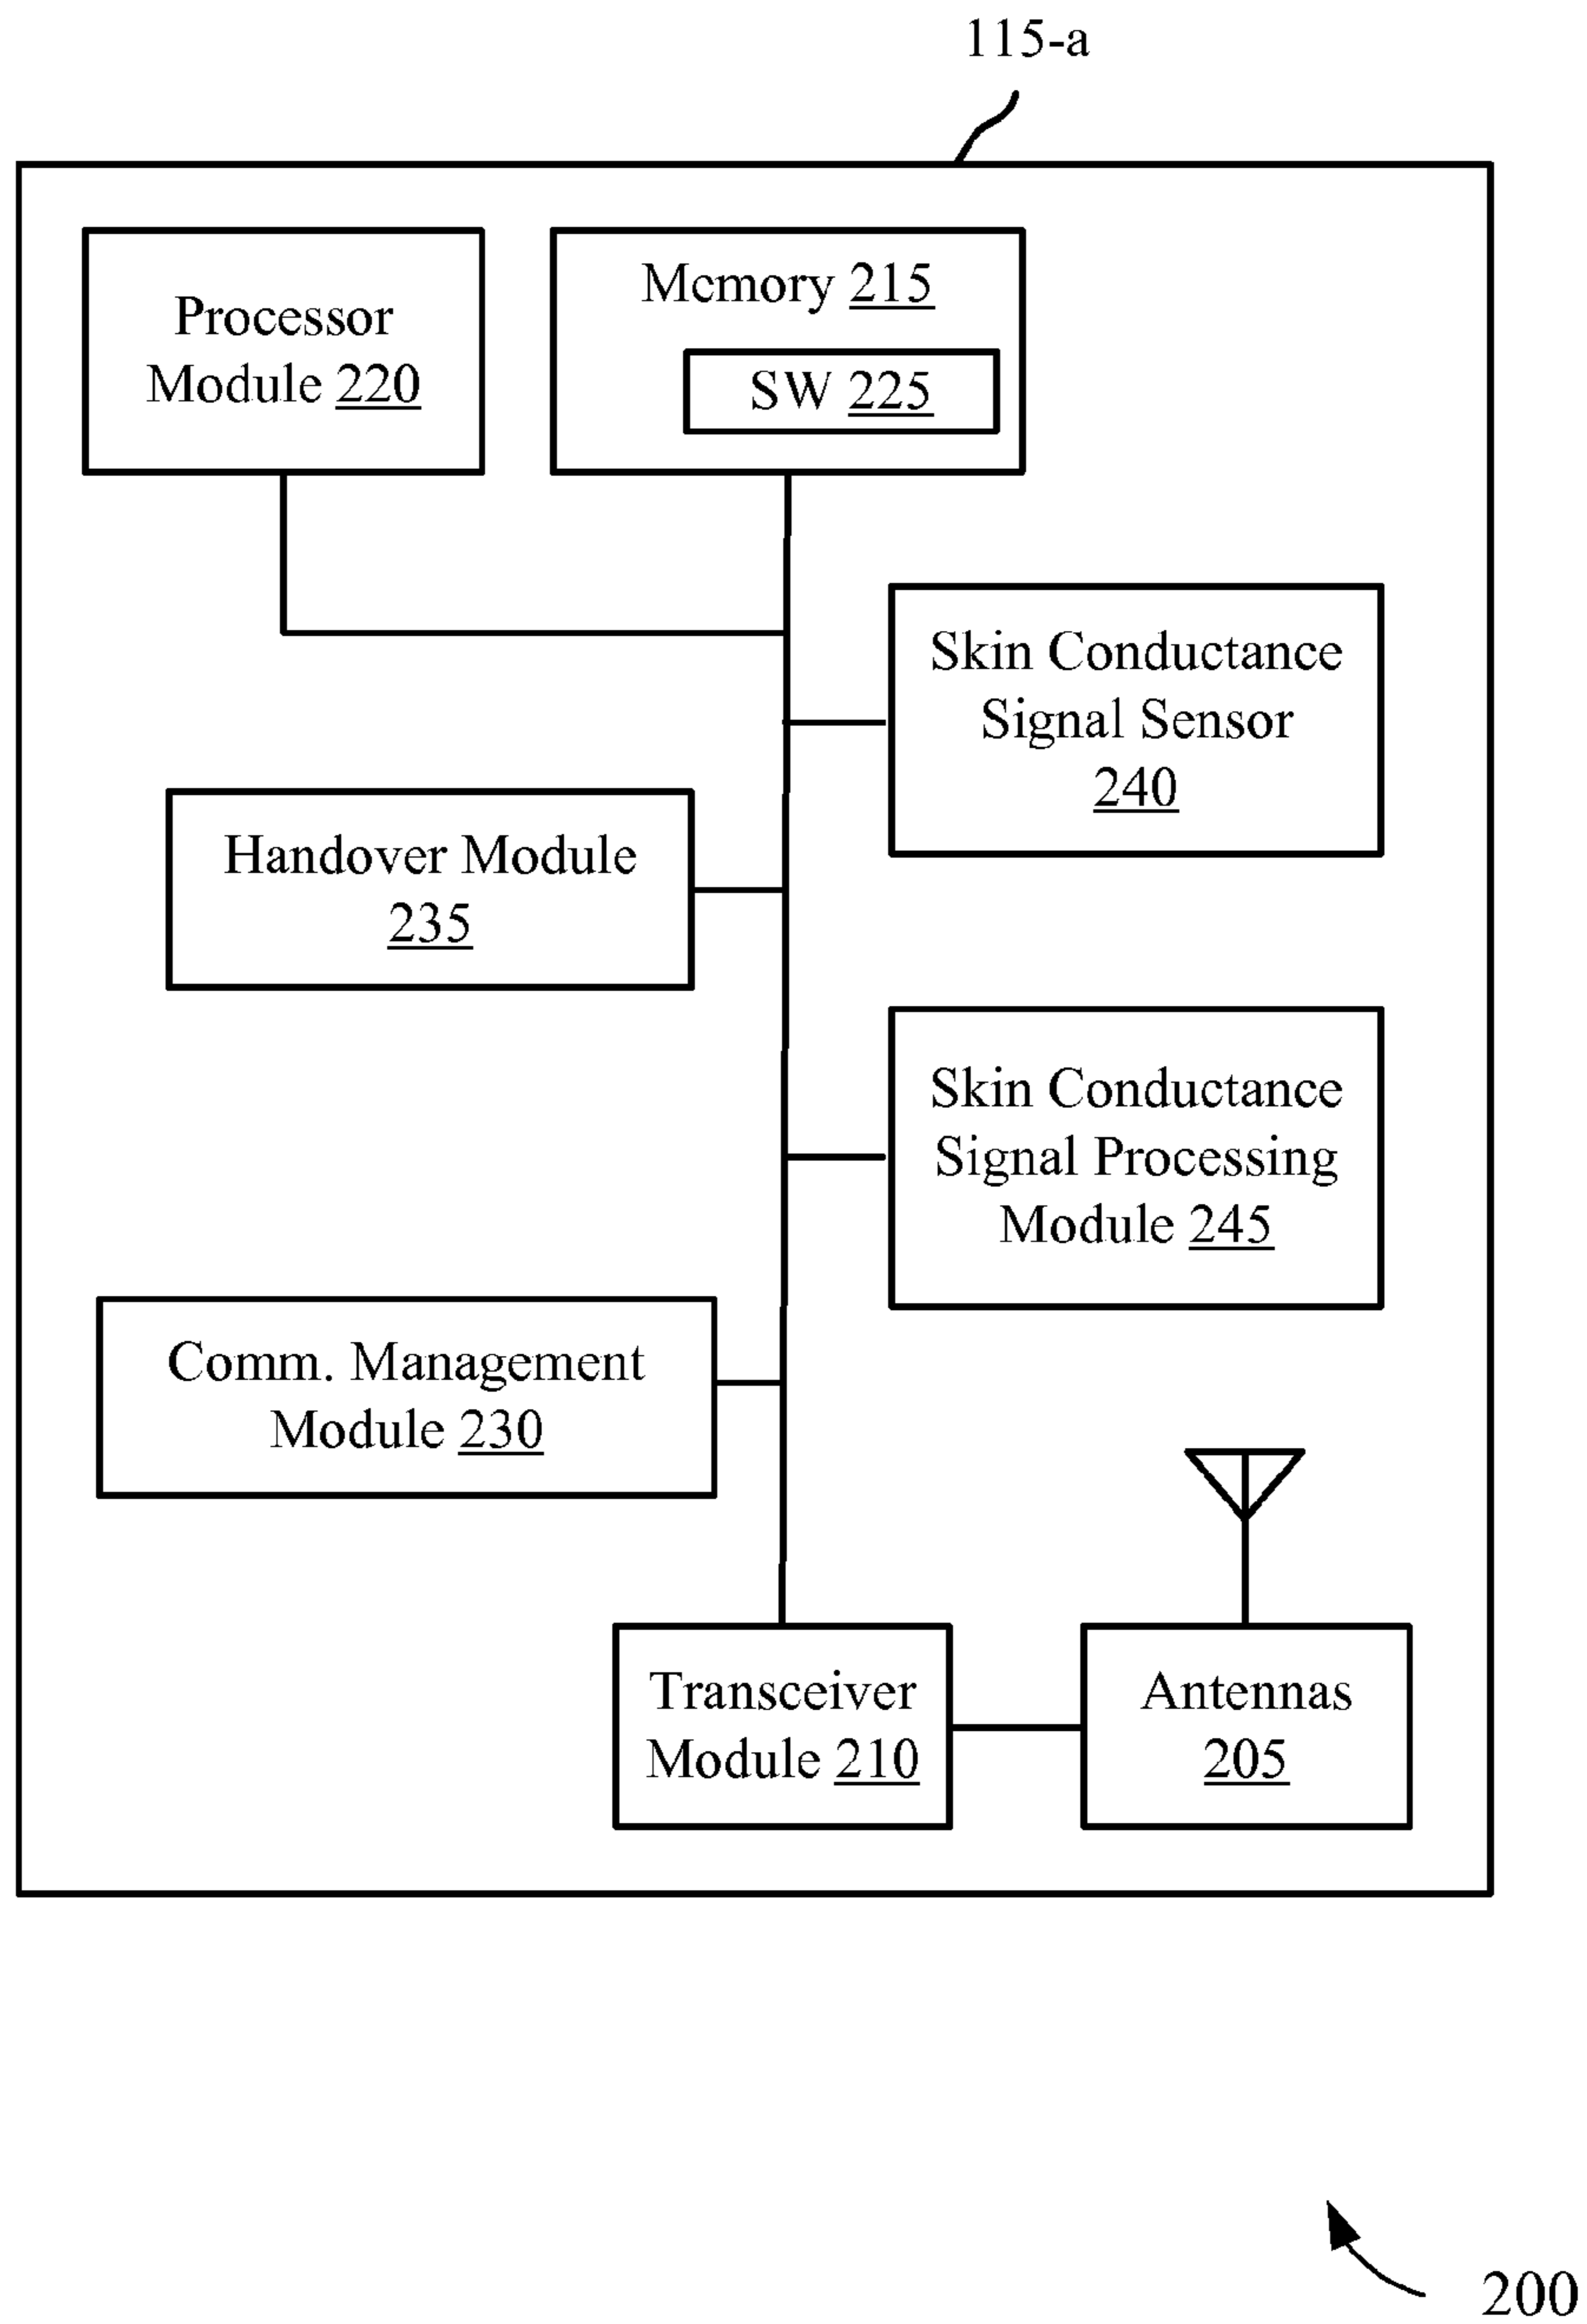 115-a
Processor
Module 220
Memory 215
SW 225
Skin Conductance
Signal Sensor
240
Handover Module
235
Skin Conductance
Signal Processing
Module 245
Comm. Management
Module 230
Transceiver
Module 210
Antennas
205
200